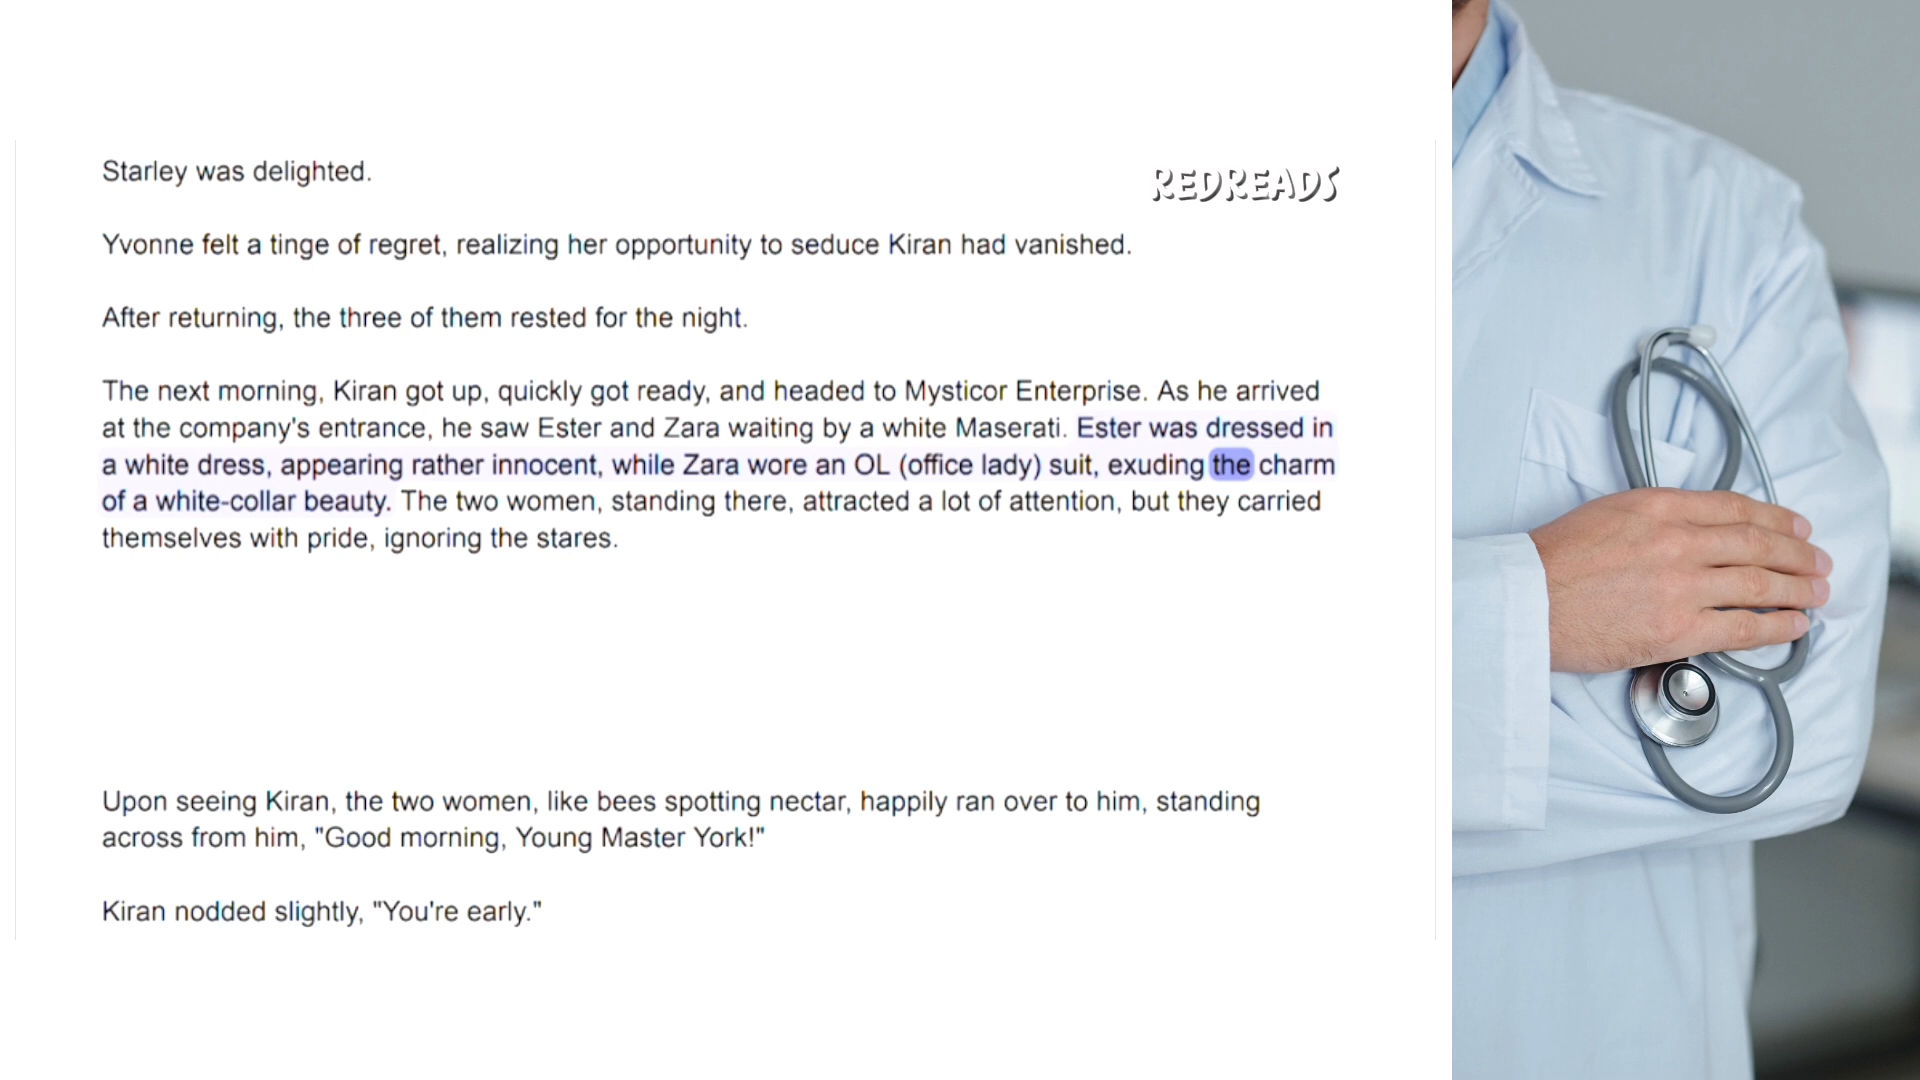 Starley was delighted.
REDREADS
Yvonne felt a tinge of regret, realizing her opportunity to seduce Kiran had vanished.
After returning, the three of them rested for the night.
The next morning, Kiran got up, quickly got ready, and headed to Mysticor Enterprise. As he arrived
at the company's entrance, he saw Ester and Zara waiting by a white Maserati. Ester was dressed in
a white dress, appearing rather innocent, while Zara wore an OL (office lady) suit, exuding the charm
of a white-collar beauty. The two women, standing there, attracted a lot of attention, but they carried
themselves with pride, ignoring the stares.
Upon seeing Kiran, the two women, like bees spotting nectar, happily ran over to him, standing
across from him, "Good morning, Young Master York!"
Kiran nodded slightly, "You're early."